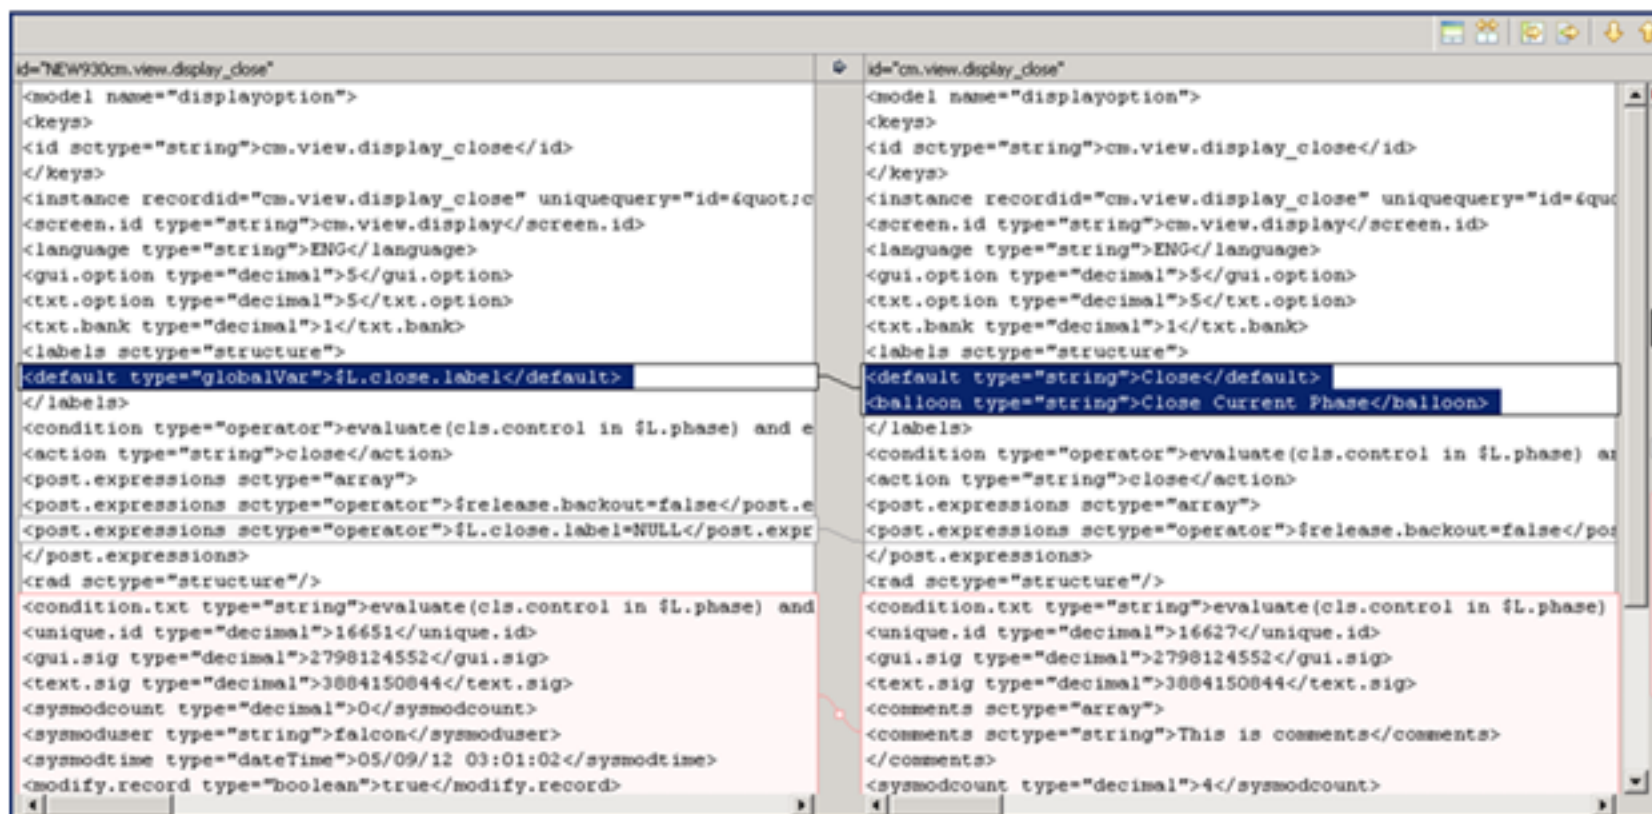 id="NEW930cm.view.display_close"
<model name="displayoption">
<keys>
<id sctype="string">cm.view.display_close</id>
</keys>
<instance recordid="cm.view.display_close" uniquequery="id=&quot;c
<screen.id type="string">cm.view.display</screen.id>
<language type="string">ENG</language>
<gui.option type="decimal">5</gui.option>
<txt.option type="decimal">5</txt.option>
<txt.bank type="decimal">1</txt.bank>
<labels sctype="structure">
<default type="globalVar">$L.close.label</default>
</labels>
<condition type="operator">evaluate(cls.control in $L.phase) and e
<action type="string">close</action>
<post.expressions sctype="array">
<post.expressions sctype="operator">$release.backout=false</post.e
<post.expressions sctype="operator">$L.close.label=NULL</post.expr
</post.expressions>
<rad sctype="structure"/>
<condition.txt type="string">evaluate(cls.control in $L.phase) and
<unique.id type="decimal">16651</unique.id>
<gui.sig type="decimal">2798124552</gui.sig>
<text.sig type="decimal">3884150844</text.sig>
<sysmodcount type="decimal">0</sysmodcount>
<sysmoduser type="string">falcon</sysmoduser>
<sysmodtime type="dateTime">05/09/12 03:01:02</sysmodtime>
<modify.record type="boolean">true</modify.record>
id="cm.view.display_close"
<model name="displayoption">
<keys>
<id sctype="string">cm.view.display_close</id>
</keys>
<instance recordid="cm.view.display_close" uniquequery="id=&quo
<screen.id type="string">cm.view.display</screen.id>
<language type="string">ENG</language>
<gui.option type="decimal">5</gui.option>
<txt.option type="decimal">5</txt.option>
<txt.bank type="decimal">1</txt.bank>
<labels sctype="structure">
<default type="string">Close</default>
<balloon type="string">Close Current Phase</balloon>
</labels>
<condition type="operator">evaluate(cls.control in $L.phase) an
<action type="string">close</action>
<post.expressions sctype="array">
<post.expressions sctype="operator">$release.backout=false</pos
</post.expressions>
<rad sctype="structure"/>
<condition.txt type="string">evaluate(cls.control in $L.phase)
<unique.id type="decimal">16627</unique.id>
<gui.sig type="decimal">2798124552</gui.sig>
<text.sig type="decimal">3884150844</text.sig>
<comments sctype="array">
<comments sctype="string">This is comments</comments>
</comments>
<sysmodcount type="decimal">4</sysmodcount>